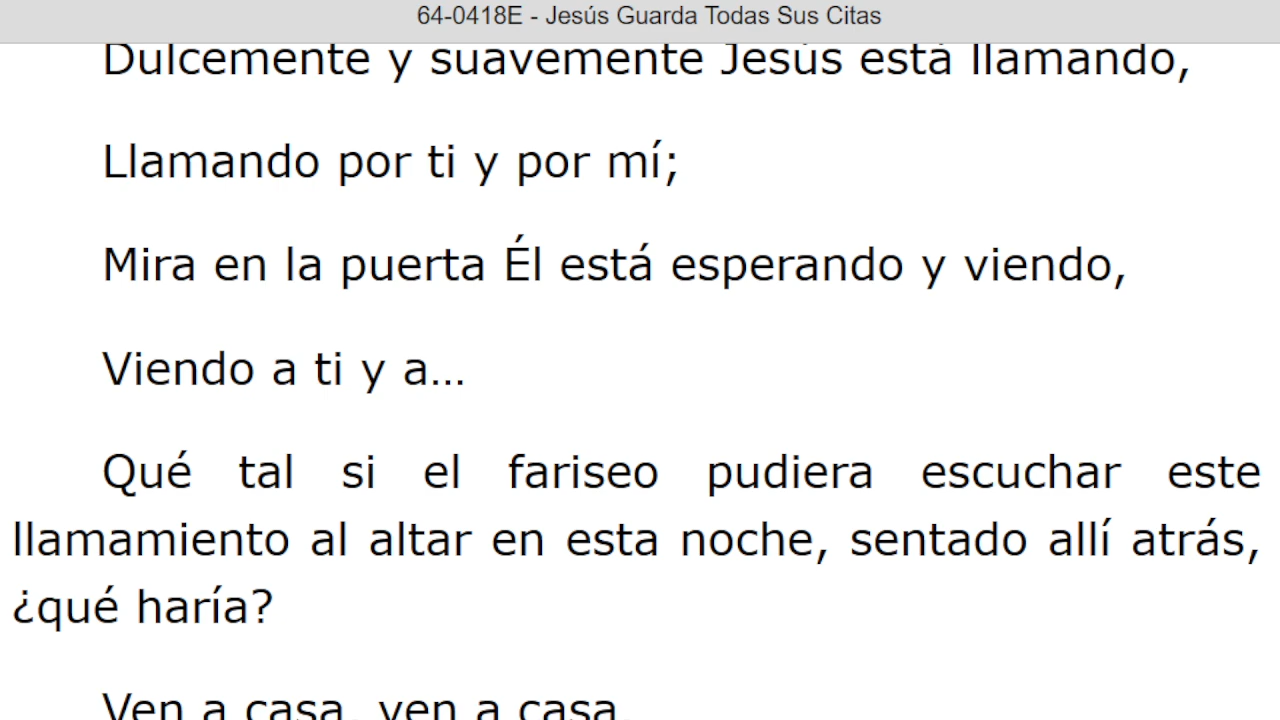 64-0418E - Jesús Guarda Todas Sus Citas
Dulcemente y suavemente Jesús está llamando,
Llamando por ti y por mí;
Mira en la puerta Él está esperando y viendo,
Viendo a ti y a...
Qué tal si el fariseo pudiera escuchar este
llamamiento al altar en esta noche, sentado allí atrás,
¿qué haría?
Ven a casa, ven a casa,